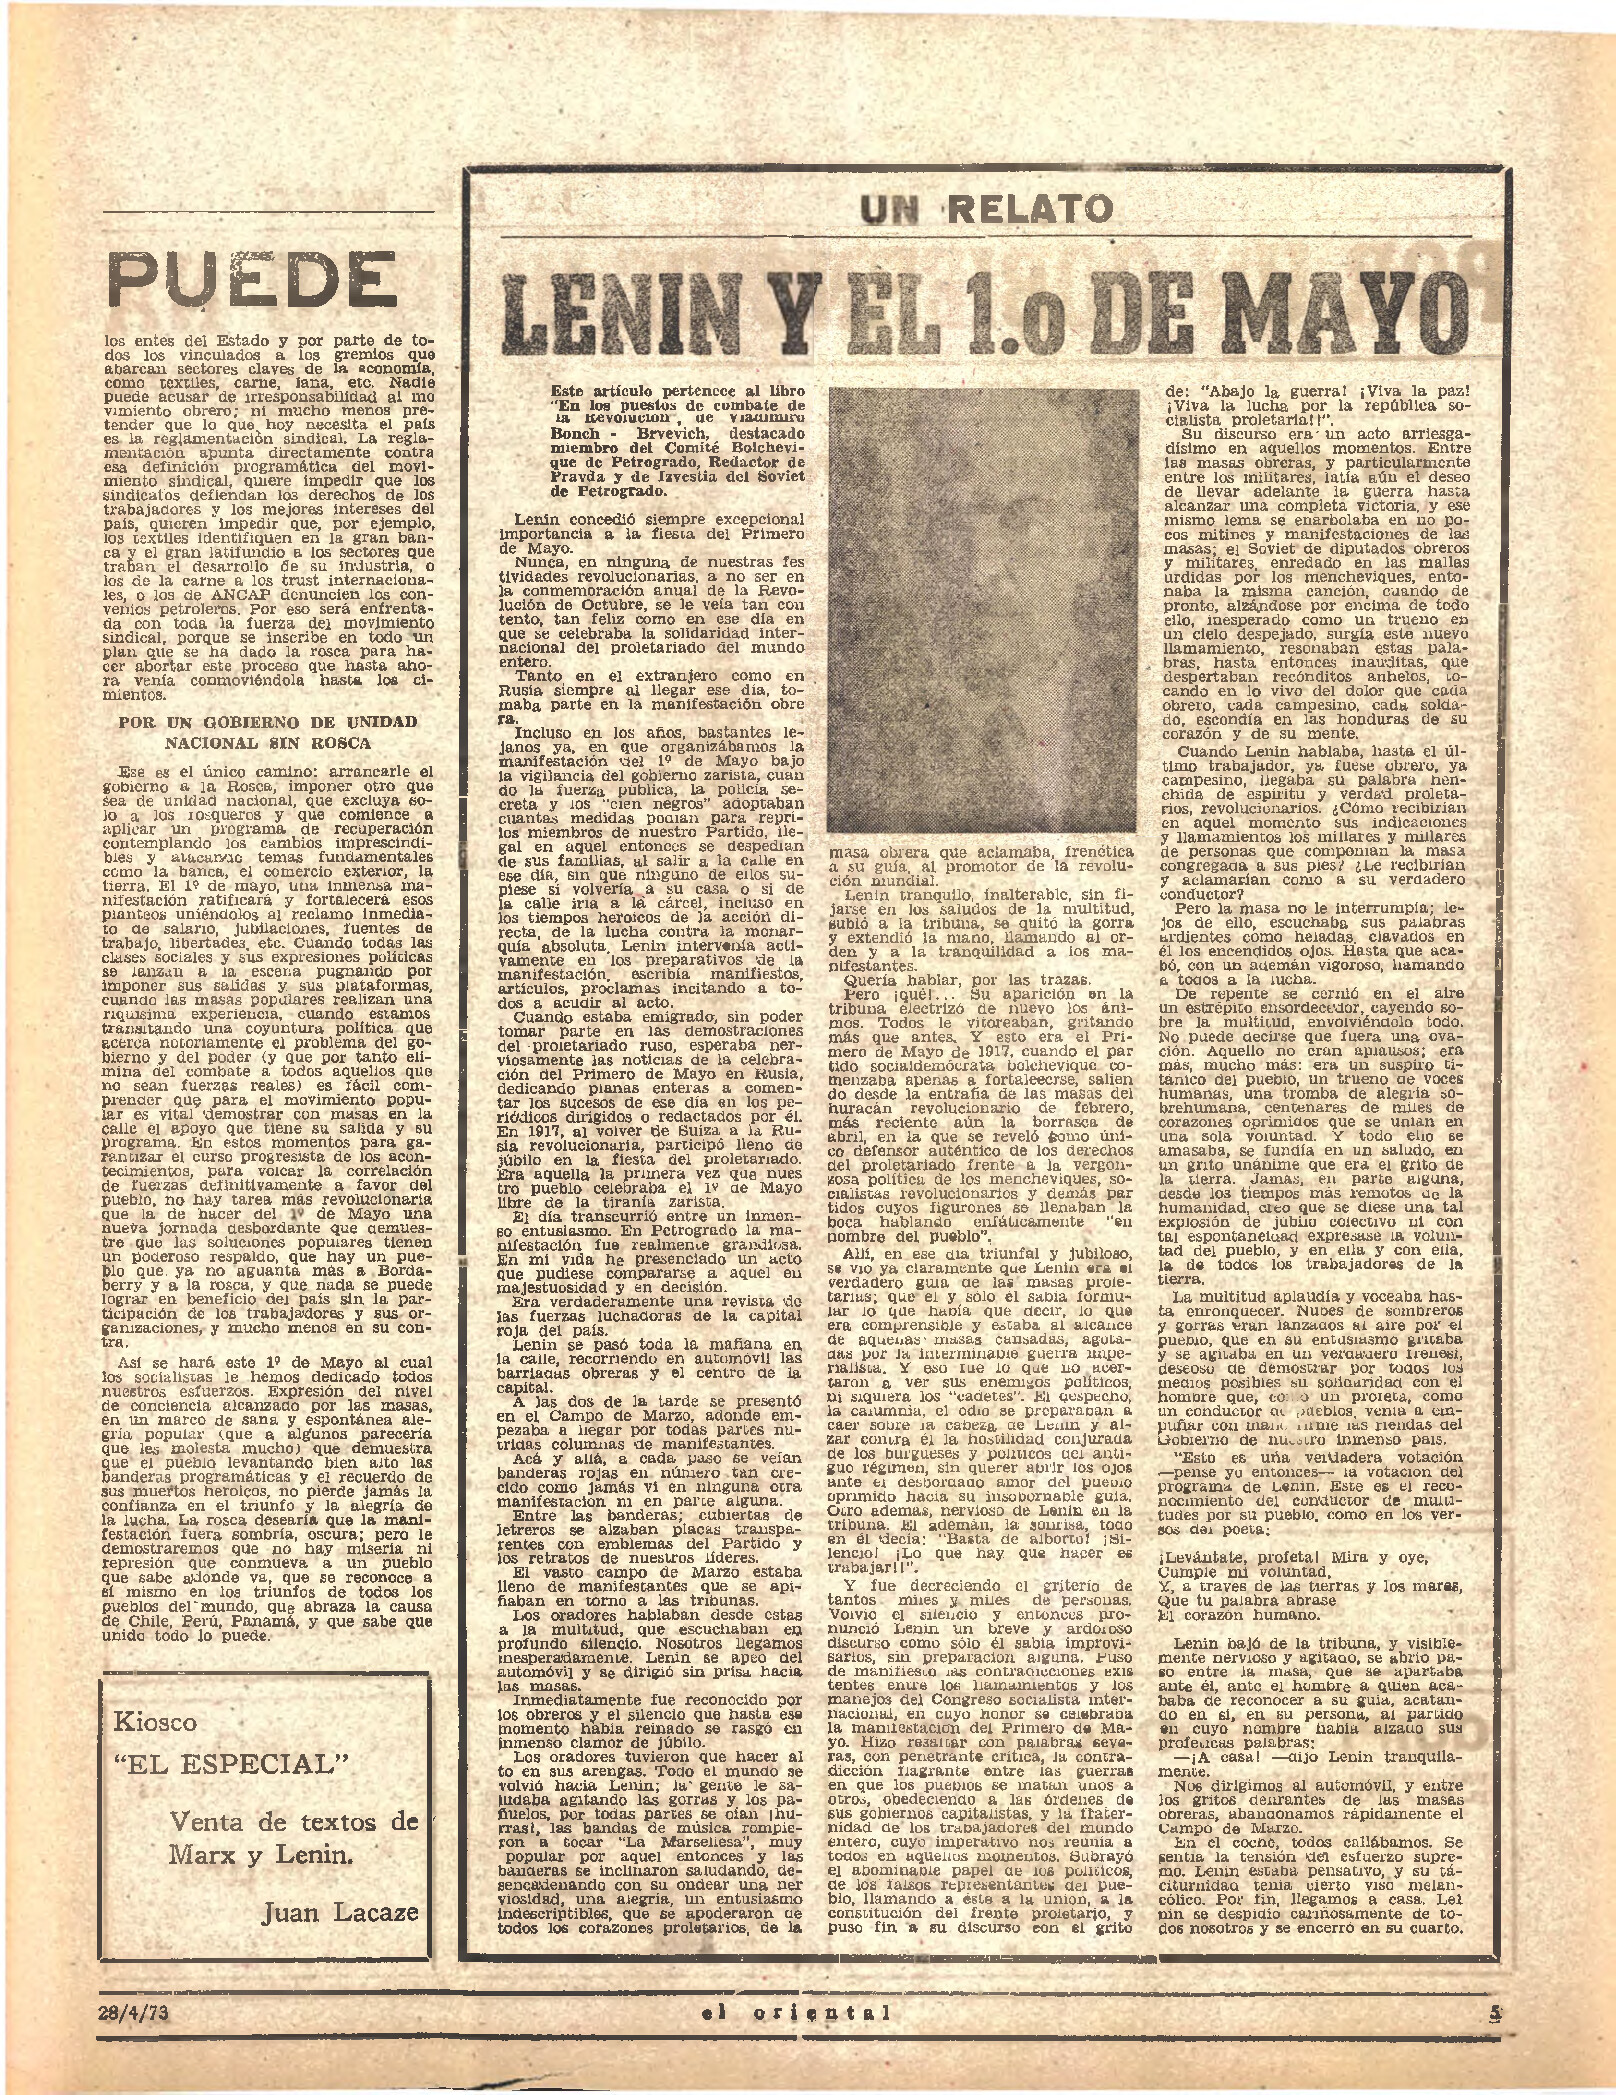 PUEDE
los entes del Estado y por parte de to-
dos los vinculados a los gremios que
abarcan sectores claves de la economía,
como textiles, carne, lana, etc. Nadie
puede acusar de irresponsabilidad al mo
vimiento obrero; ni mucho menos pre-
tender que lo que hoy necesita el país
es la reglamentación sindical. La regla-
mentación apunta directamente contra
esa definición programática del movi-
miento sindical, quiere impedir que los
sindicatos defiendan los derechos de los
trabajadores y los mejores intereses del
país, quieren impedir que, por ejemplo,
los textiles identifiquen en la gran ban-
ca y el gran latifundio a los sectores que
traban el desarrollo de su industria, o
los de la carne a los trust internaciona-
les, o los de ANCAP denuncien los con-
venios petroleros. Por eso será enfrenta-
da con toda la fuerza del movimiento
sindical, porque se inscribe en todo un
plan que se ha dado la rosca para ha-
cer abortar este proceso que hasta aho-
ra venía conmoviéndola hasta los ci-
mientos.
POR UN GOBIERNO DE UNIDAD
NACIONAL SIN ROSCA
Ese es el único camino: arrancarle el
gobierno a la Rosca, imponer otro que
sea de unidad nacional, que excluya so-
lo a los rosqueros y que comience a
aplicar un programa de recuperación
contemplando los cambios imprescindi-
bles y atacando temas fundamentales
como la banca, el comercio exterior, la
tierra. El 1º de mayo, una inmensa ma-
nifestación ratificará y fortalecerá esos
planteos uniéndolos al reclamo inmedia-
to de salario, jubilaciones, fuentes de
trabajo, libertades, etc. Cuando todas las
clases sociales y sus expresiones políticas
se lanzan a la escena pugnando por
imponer sus salidas y sus plataformas,
cuando las masas populares realizan una
riquísima experiencia, cuando estamos
transitando una coyuntura política que
acerca notoriamente el problema del go-
bierno y del poder (y que por tanto eli-
mina del combate a todos aquellos que
no sean fuerzas reales) es fácil com-
prender que para el movimiento popu-
lar es vital demostrar con masas en la
calle el apoyo que tiene su salida y su
programa. En estos momentos para ga-
rantizar el curso progresista de los acon-
tecimientos, para volcar la correlación
de fuerzas definitivamente a favor del
pueblo, no hay tarea más revolucionaria
que la de hacer del 1º de Mayo una
nueva jornada desbordante que demues-
tre que las soluciones populares tienen
un poderoso respaldo, que hay un pue-
blo que ya no aguanta más a Borda-
berry y a la rosca, y que nada se puede
lograr en beneficio del país sin la par-
ticipación de los trabajadores y sus or-
ganizaciones, y mucho menos en su con-
tra.
Así se hará este 1º de Mayo al cual
los socialistas le hemos dedicado todos
nuestros esfuerzos. Expresión del nivel
de conciencia alcanzado por las masas,
en un marco de sana y espontánea ale-
gría popular (que a algunos parecería
que les molesta mucho) que demuestra
que el pueblo levantando bien alto las
banderas programáticas y el recuerdo de
sus muertos heroicos, no pierde jamás la
confianza en el triunfo y la alegría de
la lucha. La rosca desearía que la mani-
festación fuera sombría, oscura; pero le
demostraremos que no hay miseria ni
represión que conmueva a un pueblo
que sabe adonde va, que se reconoce a
sí mismo en los triunfos de todos los
pueblos del mundo, que abraza la causa
de Chile, Perú, Panamá, y que sabe que
unido todo lo puede.
Kiosco
"EL ESPECIAL"
Venta de textos de
Marx y Lenin.
Juan Lacaze
UN RELATO
LENIN Y EL 1.o DE MAYO
Este artículo pertenece al libro
"En los puestos de combate de
la Revolución", de Vladimiro
Bonch - Brvevich, destacado
miembro del Comité Bolchevi-
que de Petrogrado, Redactor de
Pravda y de Izvestia del Soviet
de Petrogrado.
Lenin concedió siempre excepcional
importancia a la fiesta del Primero
de Mayo.
Nunca, en ninguna de nuestras fes
tividades revolucionarias, a no ser en
la conmemoración anual de la Revo-
lución de Octubre, se le veía tan con
tento, tan feliz como en ese día en
que se celebraba la solidaridad inter-
nacional del proletariado del mundo
entero.
Tanto en el extranjero como en
Rusia siempre al llegar ese día, to-
maba parte en la manifestación obre
ra.
Incluso en los años, bastantes le-
janos ya, en que organizábamos la
manifestación del 1º de Mayo bajo
la vigilancia del gobierno zarista, cuan
do la fuerza pública, la policía se-
creta y los "cien negros" adoptaban
cuantas medidas podían para repri-
los miembros de nuestro Partido, ile-
gal en aquel entonces se despedían
de sus familias, al salir a la calle en
ese día, sin que ninguno de ellos su-
piese si volvería a su casa o si de
la calle iría a la cárcel, incluso en
los tiempos heroicos de la acción di-
recta, de la lucha contra la monar-
quía absoluta, Lenin intervenía acti-
vamente en los preparativos de la
manifestación, escribía manifiestos,
artículos, proclamas incitando a to-
dos a acudir al acto.
Cuando estaba emigrado, sin poder
tomar parte en las demostraciones
del proletariado ruso, esperaba ner-
viosamente las noticias de la celebra-
ción del Primero de Mayo en Rusia,
dedicando planas enteras a comen-
tar los sucesos de ese día en los pe-
riódicos dirigidos o redactados por él.
En 1917, al volver de Suiza a la Ru-
sia revolucionaria, participó lleno de
júbilo en la fiesta del proletariado.
Era aquella la primera vez que nues
tro pueblo celebraba el 1º de Mayo
libre de la tiranía zarista.
El día transcurrió entre un inmen-
so entusiasmo. En Petrogrado la ma-
nifestación fue realmente grandiosa.
En mi vida he presenciado un acto
que pudiese compararse a aquel en
majestuosidad y en decisión.
Era verdaderamente una revista de
las fuerzas luchadoras de la capital
roja del país.
Lenin se pasó toda la mañana en
la calle, recorriendo en automóvil las
barriadas obreras y el centro de la
capital.
A las dos de la tarde se presentó
en el Campo de Marzo, adonde em-
pezaba a llegar por todas partes nu-
tridas columnas de manifestantes.
Acá y allá, a cada paso se veían
banderas rojas en número tan cre-
cido como jamás vi en ninguna otra
manifestación ni en parte alguna.
Entre las banderas; cubiertas de
letreros se alzaban placas transpa-
rentes con emblemas del Partido y
los retratos de nuestros líderes.
El vasto campo de Marzo estaba
lleno de manifestantes que se api-
ñaban en torno a las tribunas.
Los oradores hablaban desde estas
a la multitud, que escuchaban en
profundo silencio. Nosotros llegamos
inesperadamente. Lenin se apeó del
automóvil y se dirigió sin prisa hacia
las masas.
Inmediatamente fue reconocido por
los obreros y el silencio que hasta ese
momento había reinado se rasgó en
inmenso clamor de júbilo.
Los oradores tuvieron que hacer al
to en sus arengas. Todo el mundo se
volvió hacia Lenin; la gente le sa-
ludaba agitando las gorras y los pa-
ñuelos, por todas partes se oían ¡hu-
rras!, las bandas de música rompie-
ron a tocar "La Marsellesa", muy
popular por aquel entonces y las
banderas se inclinaron saludando, de-
sencadenando con su ondear una ner
viosidad, una alegría, un entusiasmo
indescriptibles, que se apoderaron de
todos los corazones proletarios, de la
masa obrera que aclamaba, frenética
a su guía, al promotor de la revolu-
ción mundial.
Lenin tranquilo, inalterable, sin fi-
jarse en los saludos de la multitud,
subió a la tribuna, se quitó la gorra
y extendió la mano, llamando al or-
den y a la tranquilidad a los ma-
nifestantes.
Quería hablar, por las trazas.
Pero ¡qué!... Su aparición en la
tribuna electrizó de nuevo los áni-
mos. Todos le vitoreaban, gritando
más que antes. Y esto era el Pri-
mero de Mayo de 1917, cuando el par
tido socialdemócrata bolchevique co-
menzaba apenas a fortaleecrse, salien
do desde la entraña de las masas del
huracán revolucionario de febrero,
más reciente aún la borrasca de
abril, en la que se reveló como úni-
co defensor auténtico de los derechos
del proletariado frente a la vergon-
zosa política de los mencheviques, so-
cialistas revolucionarios y demás par
tidos cuyos figurones se llenaban la
boca hablando enfáticamente "en
nombre del pueblo".
Allí, en ese día triunfal y jubiloso,
se vio ya claramente que Lenin era el
verdadero guía de las masas prole-
tarias; que él y sólo él sabía formu-
lar lo que había que decir, lo que
era comprensible y estaba al alcance
de aquellas masas cansadas, agota-
das por la interminable guerra impe-
rialista. Y eso fue lo que no acer-
taron a ver sus enemigos políticos,
ni siquiera los "cadetes". El despecho,
la calumnia, el odio se preparaban a
caer sobre la cabeza de Lenin y al-
zar contra él la hostilidad conjurada
de los burgueses y políticos del anti-
guo régimen, sin querer abrir los ojos
ante el desbordado amor del pueblo
oprimido hacia su insobornable guía.
Otro además, nervioso de Lenin en la
tribuna. El ademán, la sonrisa, todo
en él decía: "Basta de alborto! ¡Si-
lencio! ¡Lo que hay que hacer es
trabajar!!".
Y fue decreciendo el griterío de
tantos miles y miles de personas.
Volvió el silencio y entonces pro-
nunció Lenin un breve y ardoroso
discurso como sólo él sabía improvi-
sarlos, sin preparación alguna. Puso
de manifiesto las contradicciones exis
tentes entre los llamamientos y los
manejos del Congreso socialista inter-
nacional, en cuyo honor se celebraba
la manifestación del Primero de Ma-
yo. Hizo resaltar con palabras seve-
ras, con penetrante crítica, la contra-
dicción flagrante entre las guerras
en que los pueblos se matan unos a
otros, obedeciendo a las órdenes de
sus gobiernos capitalistas, y la frater-
nidad de los trabajadores del mundo
entero, cuyo imperativo nos reunía a
todos en aquellos momentos. Subrayó
el abominable papel de los políticos,
de los falsos representantes del pue-
blo, llamando a éste a la unión, a la
constitución del frente proletario, y
puso fin a su discurso con el grito
de: "Abajo la guerra! ¡Viva la paz!
¡Viva la lucha por la república so-
cialista proletaria!!".
Su discurso era un acto arriesga-
dísimo en aquellos momentos. Entre
las masas obreras, y particularmente
entre los militares, latía aún el deseo
de llevar adelante la guerra hasta
alcanzar una completa victoria, y ese
mismo lema se enarbolaba en no po-
cos mitines y manifestaciones de las
masas; el Soviet de diputados obreros
y militares, enredado en las mallas
urdidas por los mencheviques, ento-
naba la misma canción, cuando de
pronto, alzándose por encima de todo
ello, inesperado como un trueno en
un cielo despejado, surgía este nuevo
llamamiento, resonaban estas pala-
bras, hasta entonces inauditas, que
despertaban recónditos anhelos, to-
cando en lo vivo del dolor que cada
obrero, cada campesino, cada solda-
do, escondía en las honduras de su
corazón y de su mente.
Cuando Lenin hablaba, hasta el úl-
timo trabajador, ya fuese obrero, ya
campesino, llegaba su palabra hen-
chida de espíritu y verdad proleta-
rios, revolucionarios. ¿Cómo recibirían
en aquel momento sus indicaciones
y llamamientos los millares y millares
de personas que componían la masa
congregada a sus pies? ¿Le recibirían
y aclamarían como a su verdadero
conductor?
Pero la masa no le interrumpía; le-
jos de ello, escuchaba sus palabras
ardientes como heladas, clavados en
él los encendidos ojos. Hasta que aca-
bó, con un ademán vigoroso, llamando
a todos a la lucha.
De repente se cernió en el aire
un estrépito ensordecedor, cayendo so-
bre la multitud, envolviéndolo todo.
No puede decirse que fuera una ova-
ción. Aquello no eran aplausos; era
más, mucho más: era un suspiro ti-
tánico del pueblo, un trueno de voces
humanas, una tromba de alegría so-
brehumana, centenares de miles de
corazones oprimidos que se unían en
una sola voluntad. Y todo ello se
amasaba, se fundía en un saludo, en
un grito unánime que era el grito de
la tierra. Jamás, en parte alguna,
desde los tiempos más remotos de la
humanidad, creo que se diese una tal
explosión de júbilo colectivo ni con
tal espontaneidad expresase la volun-
tad del pueblo, y en ella y con ella,
la de todos los trabajadores de la
tierra.
La multitud aplaudía y voceaba has-
ta enronquecer. Nubes de sombreros
y gorras eran lanzados al aire por el
pueblo, que en su entusiasmo gritaba
y se agitaba en un verdadero frenesí,
deseoso de demostrar por todos los
medios posibles su solidaridad con el
hombre que, como un profeta, como
un conductor de pueblos, venía a em-
puñar con mano firme las riendas del
Gobierno de nuestro inmenso país.
"Esto es uña verdadera votación
—pense yo entonces— la votación del
programa de Lenin. Este es el reco-
nocimiento del conductor de multi-
tudes por su pueblo, como en los ver-
sos del poeta:
¡Levántate, profeta! Mira y oye,
Cumple mi voluntad,
Y, a traves de las tierras y los mares,
Que tu palabra abrase
El corazón humano.
Lenin bajó de la tribuna, y visible-
mente nervioso y agitado, se abrió pa-
so entre la masa, que se apartaba
ante él, ante el hombre a quien aca-
baba de reconocer a su guía, acatan-
do en sí, en su persona, al partido
en cuyo nombre había alzado sus
proféticas palabras:
—¡A casa! —dijo Lenin tranquila-
mente.
Nos dirigimos al automóvil, y entre
los gritos delirantes de las masas
obreras, abandonamos rápidamente el
Campo de Marzo.
En el coche, todos callábamos. Se
sentía la tensión del esfuerzo supre-
mo. Lenin estaba pensativo, y su tá-
citurnidad tenía cierto viso melan-
cólico. Por fin, llegamos a casa. Lei
nin se despidió cariñosamente de to-
dos nosotros y se encerró en su cuarto.
28/4/73
el oriental
5